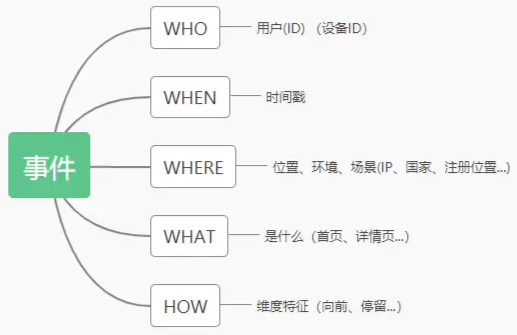 事件
WHO
用户(ID) （设备ID）
WHEN
时间戳
WHERE
位置、环境、场景(IP、国家、注册位置...)
WHAT
是什么（首页、详情页...）
HOW
维度特征（向前、停留...）